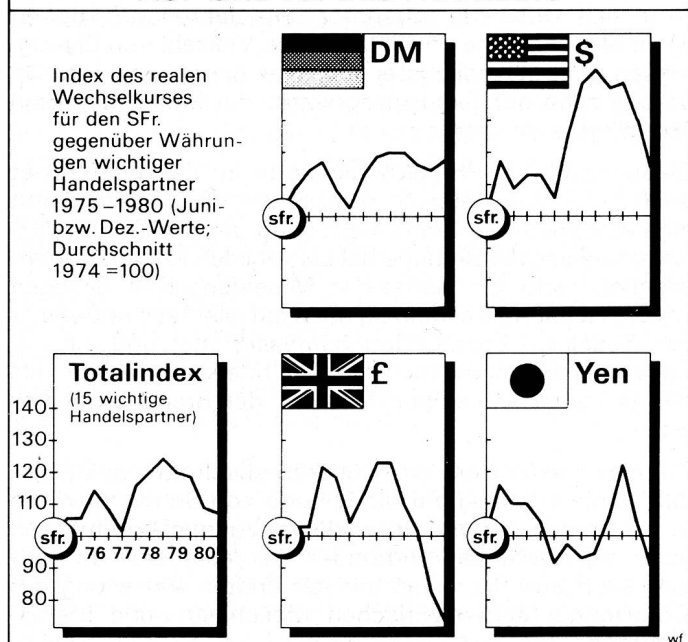 Index des realen
Wechselkurses
für den SFr.
gegenüber Währun-
gen wichtiger
Handelspartner
1975–1980 (Juni-
bzw. Dez.-Werte;
Durchschnitt
1974 =100)
DM
sfr.
$
sfr.
Totalindex
(15 wichtige
Handelspartner)
140
130
120
110
sfr.
90
80
76 77 78 79 80
£
sfr.
Yen
sfr.
wf